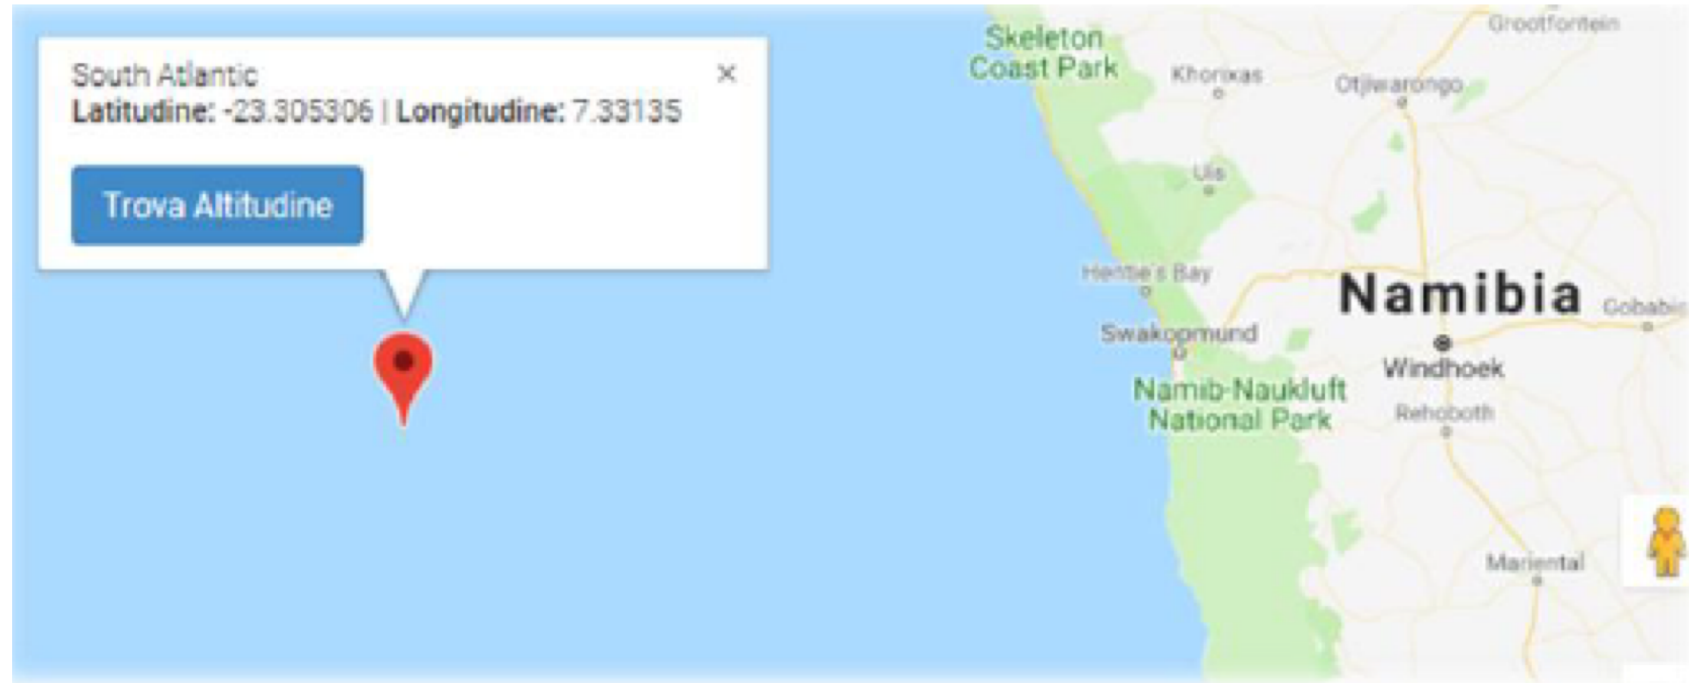 South Atlantic
Latitudine: -23.305306 | Longitudine: 7.33135
Trova Altitudine
Skeleton
Coast Park
Khorixas
Otjiwarongo
Grootfontein
Uis
Hentie's Bay
Swakopmund
Namibia
Gobabis
Windhoek
Namib-Naukluft
National Park
Rehoboth
Mariental